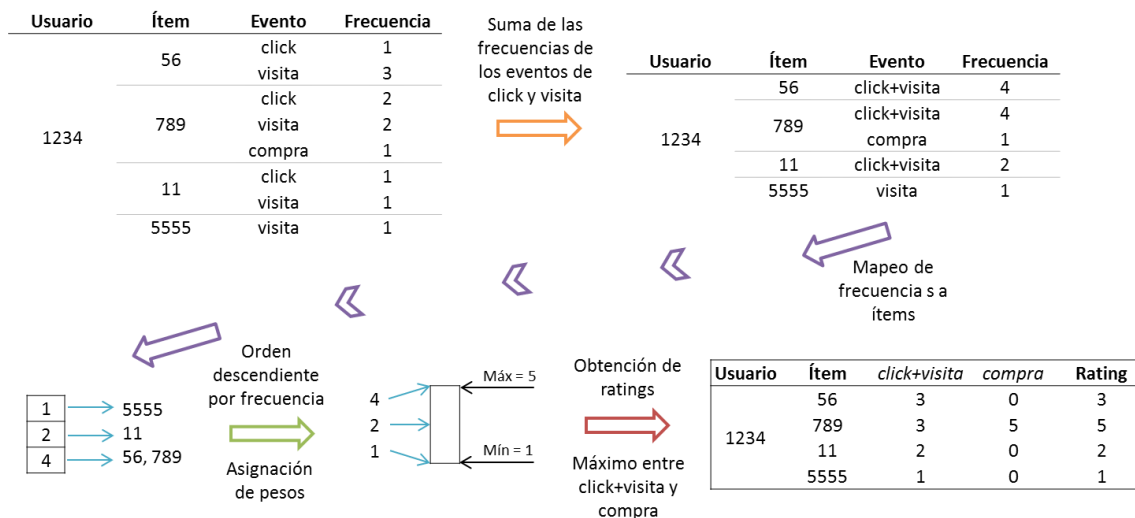 Usuario Ítem Evento Frecuencia
56 click 1
visita 3
click 2
1234 789 visita 2
compra 1
11 click 1
visita 1
5555 visita 1
Suma de las
frecuencias de
los eventos de
click y visita
Usuario Ítem Evento Frecuencia
56 click+visita 4
789 click+visita 4
1234 compra 1
11 click+visita 2
5555 visita 1
Mapeo de
frecuencia s a
ítems
1 5555
2 11
4 56, 789
Orden
descendiente
por frecuencia
Asignación
de pesos
4
2
1
Máx = 5
Mín = 1
Obtención de
ratings
Máximo entre
click+visita y
compra
Usuario Ítem click+visita compra Rating
56 3 0 3
1234 789 3 5 5
11 2 0 2
5555 1 0 1